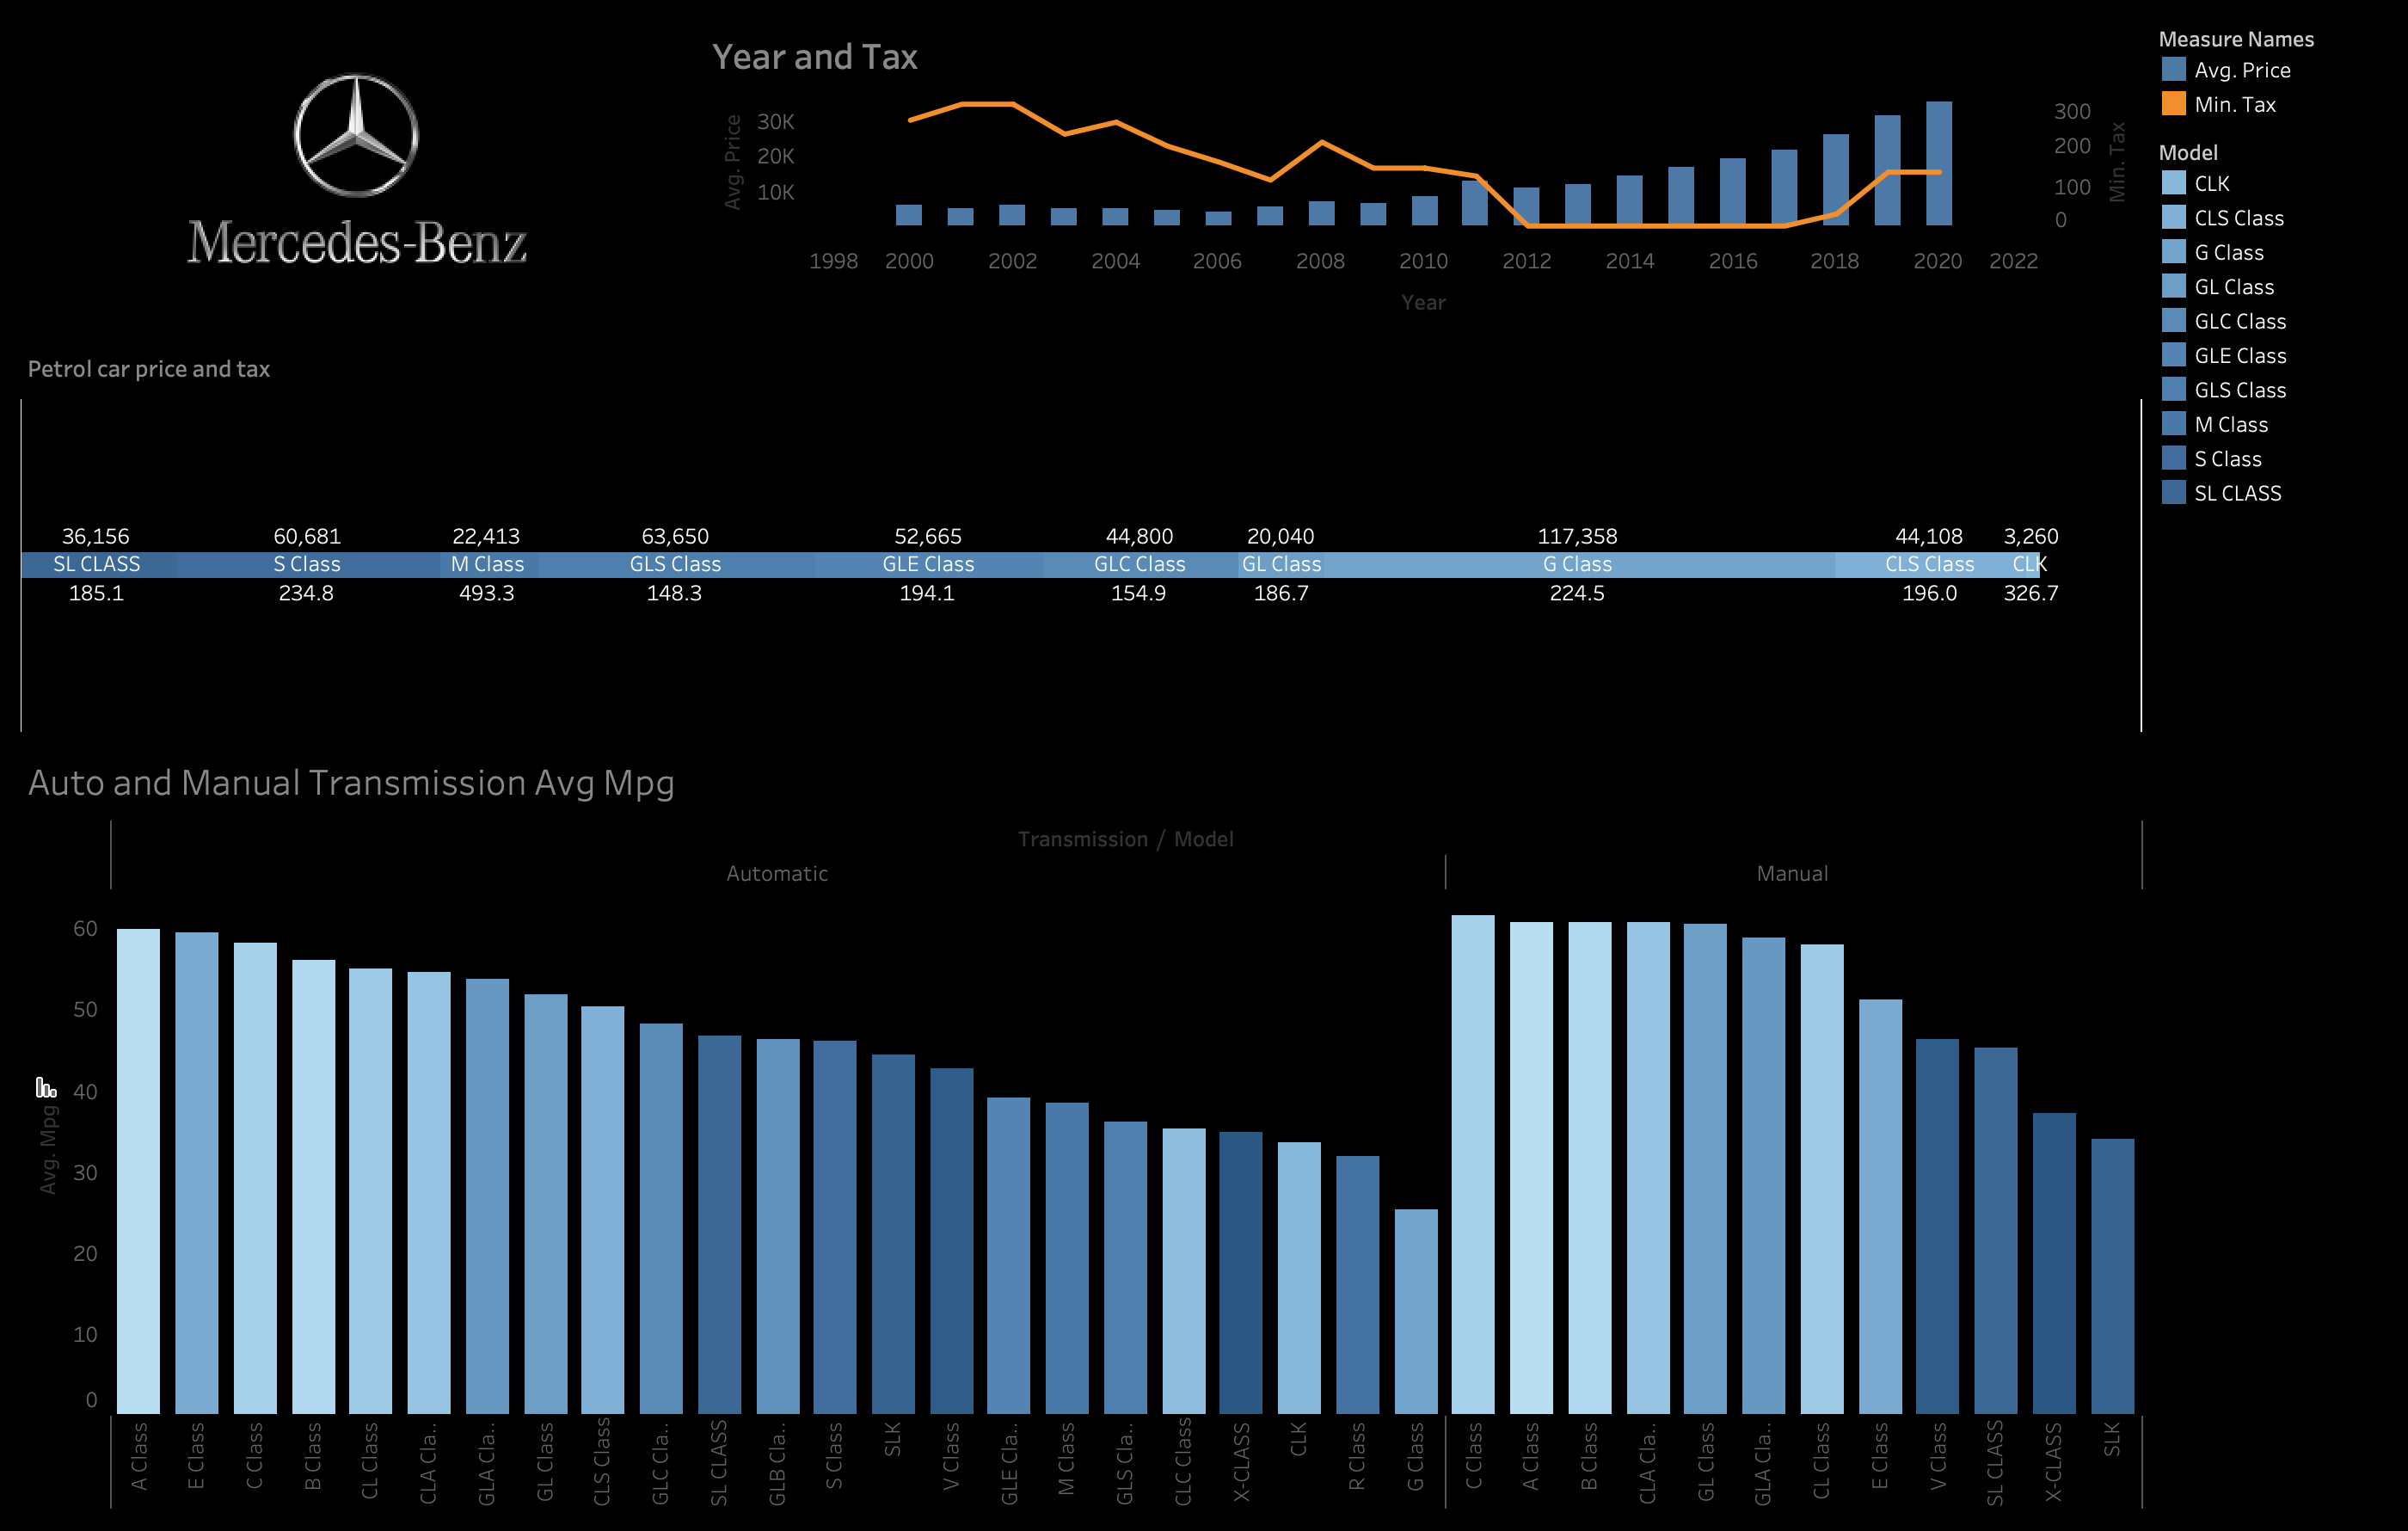 Mercedes-Benz
Year and Tax
Avg. Price
30K
20K
10K
300
200
100
0
Min. Tax
1998 2000 2002 2004 2006 2008 2010 2012 2014 2016 2018 2020 2022
Year
Measure Names
Avg. Price
Min. Tax
Model
CLK
CLS Class
G Class
GL Class
GLC Class
GLE Class
GLS Class
M Class
S Class
SL CLASS
Petrol car price and tax
36,156 60,681 22,413 63,650 52,665 44,800 20,040 117,358 44,108 3,260
SL CLASS S Class M Class GLS Class GLE Class GLC Class GL Class G Class CLS Class CLK
185.1 234.8 493.3 148.3 194.1 154.9 186.7 224.5 196.0 326.7
Auto and Manual Transmission Avg Mpg
Transmission / Model
Automatic Manual
Avg. Mpg
60
50
40
30
20
10
0
A Class
E Class
C Class
B Class
CL Class
CLA Cla..
GLA Cla..
GL Class
CLS Class
GLC Cla..
SL CLASS
GLB Cla..
S Class
SLK
V Class
GLE Cla..
M Class
GLS Cla..
CLC Class
X-CLASS
CLK
R Class
G Class
C Class
A Class
B Class
CLA Cla..
GL Class
GLA Cla..
CL Class
E Class
V Class
SL CLASS
X-CLASS
SLK